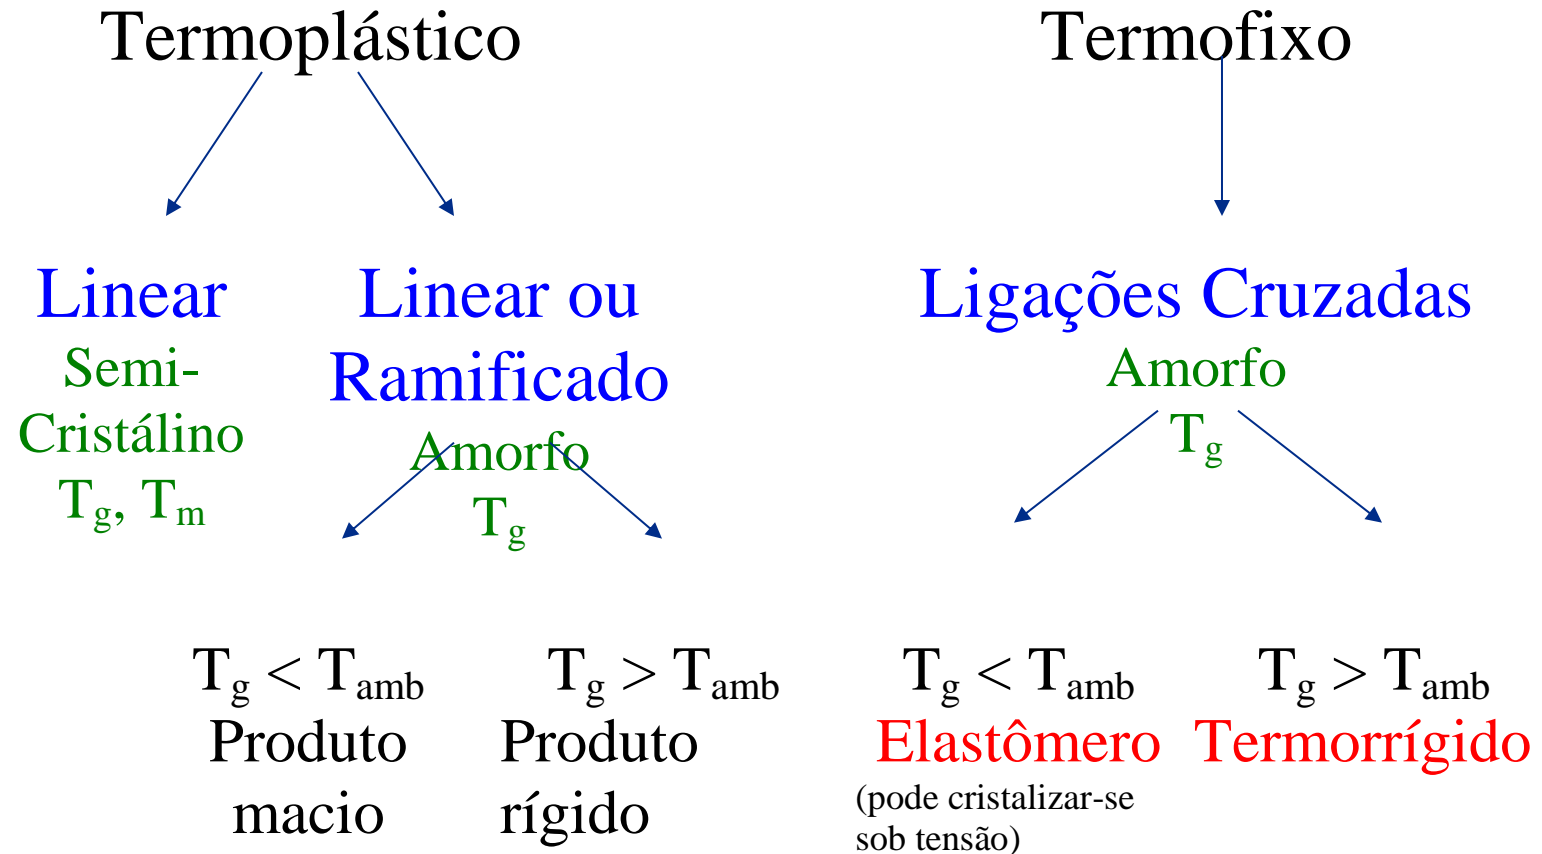 Termoplástico
Termofixo
Linear
Semi-
Cristálino
Tg, Tm
Linear ou
Ramificado
Amorfo
Tg
Ligações Cruzadas
Amorfo
Tg
Tg < Tamb
Produto
macio
Tg > Tamb
Produto
rígido
Tg < Tamb
Elastômero
(pode cristalizar-se
sob tensão)
Tg > Tamb
Termorrígido